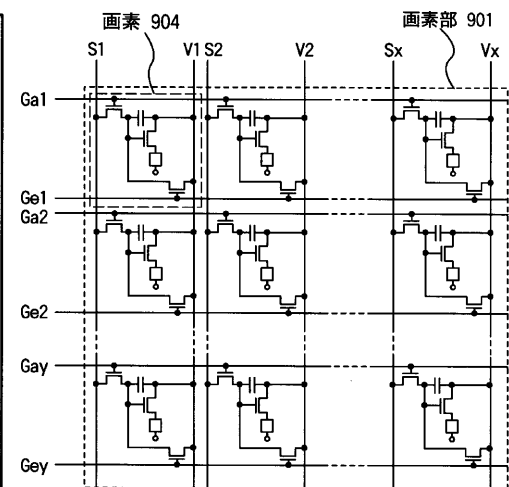 画素 904
画素部 901
S1 V1 S2 V2 Sx Vx
Ga1
Ge1
Ga2
Ge2
Gay
Gey